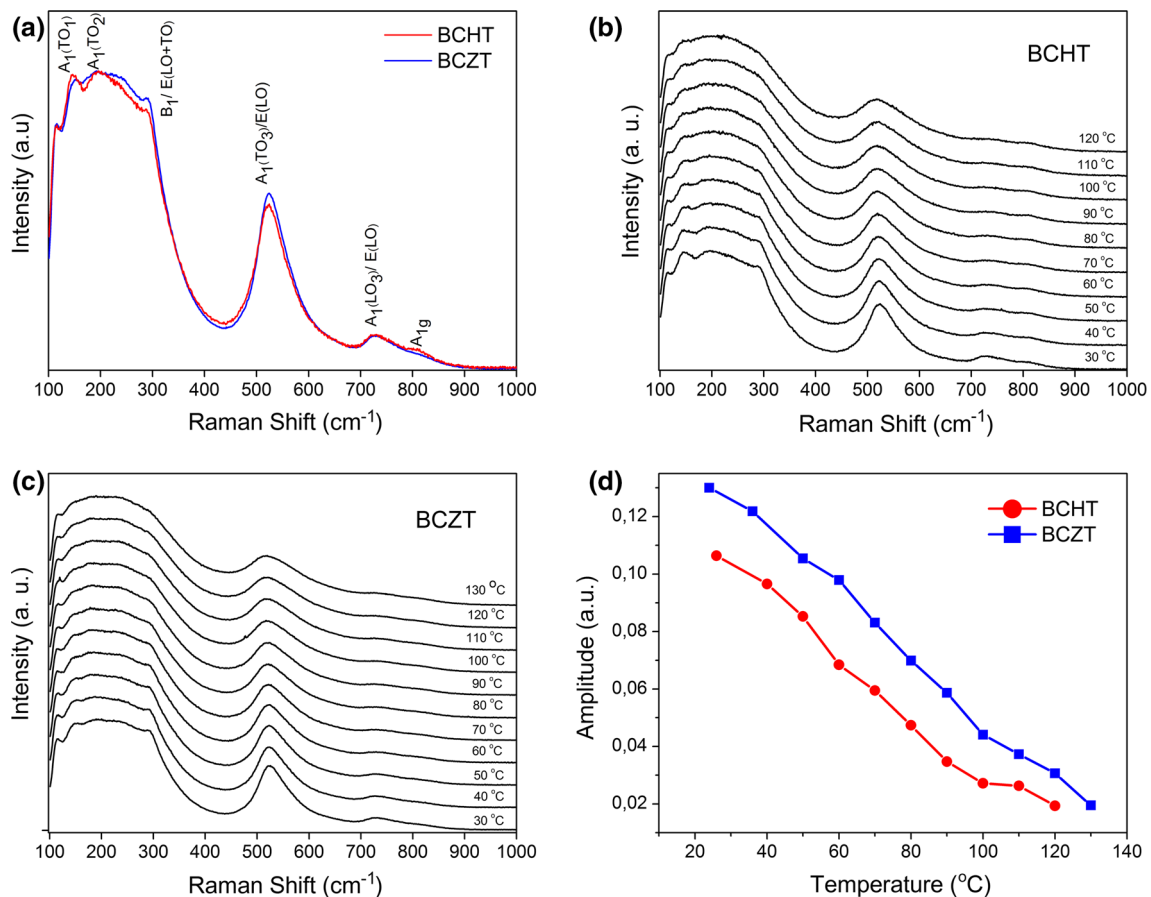 (a)
A₁(TO₁)
A₁(TO₂)
B₁/ E(LO+TO)
A₁(TO₃)/E(LO)
A₁(LO₃)/ E(LO)
A₁g
BCHT
BCZT
Intensity (a.u)
100 200 300 400 500 600 700 800 900 1000
Raman Shift (cm⁻¹)
(b)
BCHT
Intensity (a. u.)
120 °C
110 °C
100 °C
90 °C
80 °C
70 °C
60 °C
50 °C
40 °C
30 °C
100 200 300 400 500 600 700 800 900 1000
Raman Shift (cm⁻¹)
(c)
BCZT
Intensity (a. u.)
130 °C
120 °C
110 °C
100 °C
90 °C
80 °C
70 °C
60 °C
50 °C
40 °C
30 °C
100 200 300 400 500 600 700 800 900 1000
Raman Shift (cm⁻¹)
(d)
BCHT
BCZT
Amplitude (a.u.)
0,12
0,10
0,08
0,06
0,04
0,02
20 40 60 80 100 120 140
Temperature (°C)